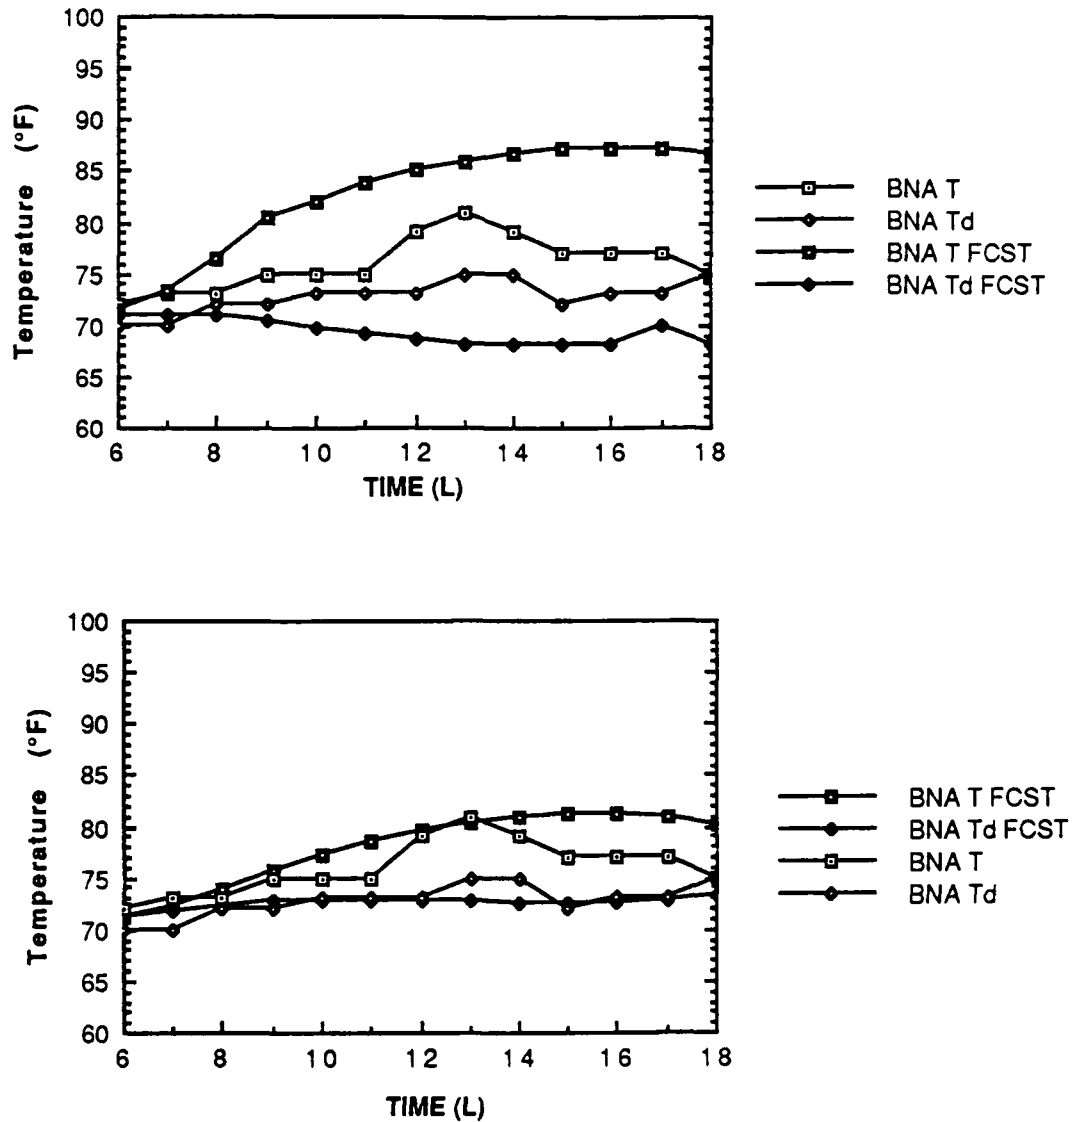 100
95
90
85
80
75
70
65
60
Temperature (°F)
6 8 10 12 14 16 18
TIME (L)
BNA T
BNA Td
BNA T FCST
BNA Td FCST
100
95
90
85
80
75
70
65
60
Temperature (°F)
6 8 10 12 14 16 18
TIME (L)
BNA T FCST
BNA Td FCST
BNA T
BNA Td